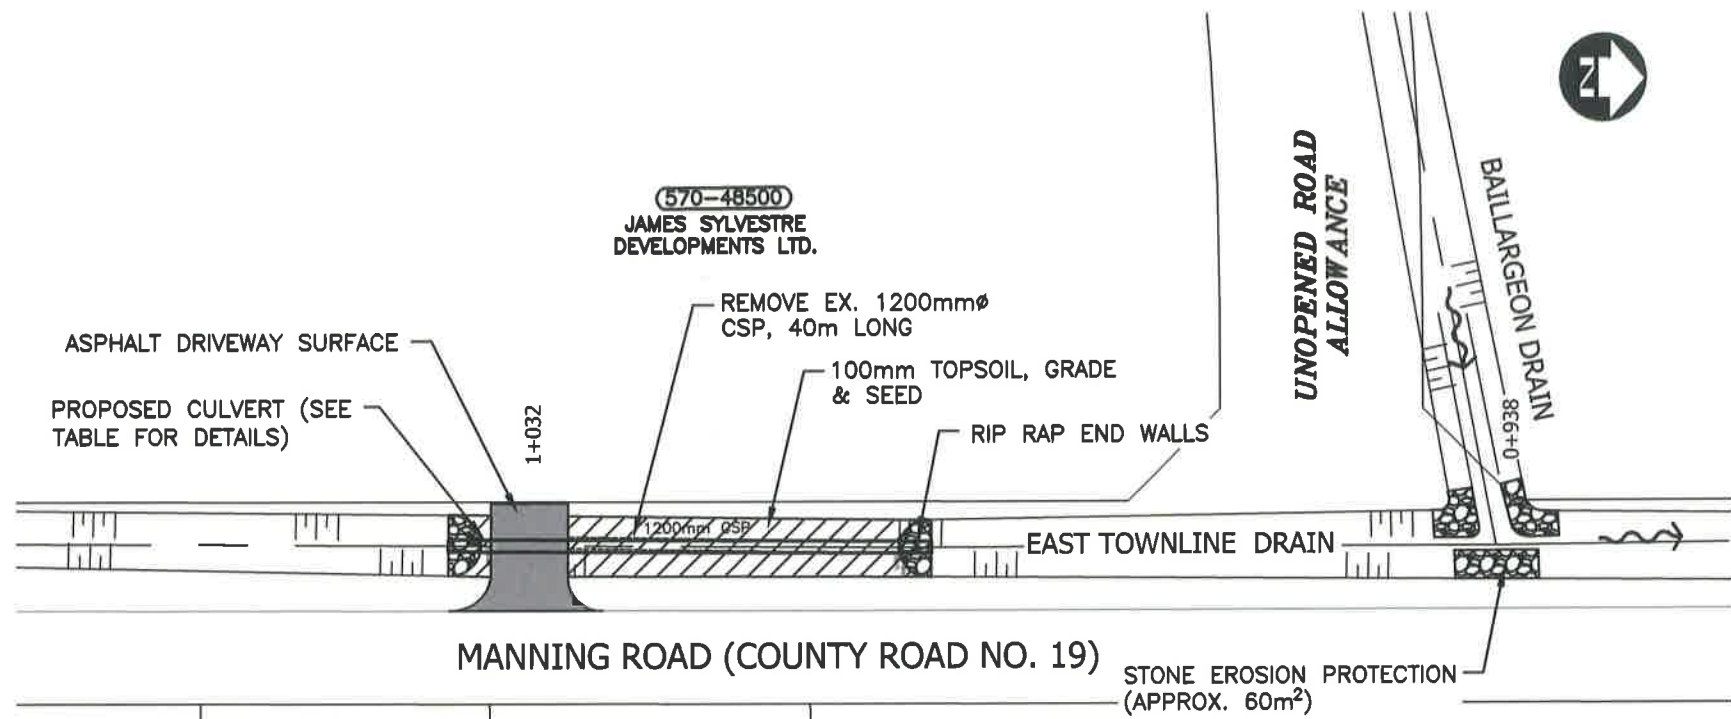 N
570-48500
JAMES SYLVESTRE
DEVELOPMENTS LTD.
REMOVE EX. 1200mmø
CSP, 40m LONG
ASPHALT DRIVEWAY SURFACE
100mm TOPSOIL, GRADE
& SEED
PROPOSED CULVERT (SEE
TABLE FOR DETAILS)
1+032
RIP RAP END WALLS
UNOPENED ROAD
ALLOWANCE
BAILLARGEON DRAIN
0+938
1200mm CSP
EAST TOWNLINE DRAIN
MANNING ROAD (COUNTY ROAD NO. 19)
STONE EROSION PROTECTION
(APPROX. 60m²)